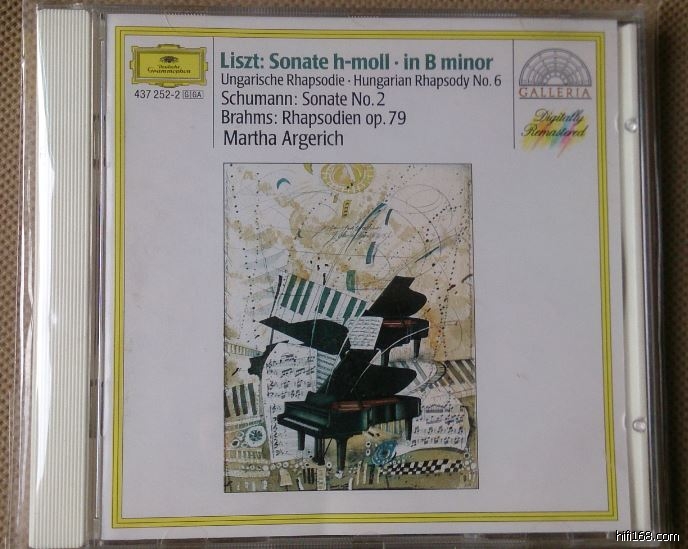 Deutsche
Grammophon
437 252-2 G GA
Liszt: Sonate h-moll · in B minor
Ungarische Rhapsodie · Hungarian Rhapsody No. 6
Schumann: Sonate No. 2
Brahms: Rhapsodien op. 79
Martha Argerich
GALLERIA
Digitally
Remastered
hifi168.com